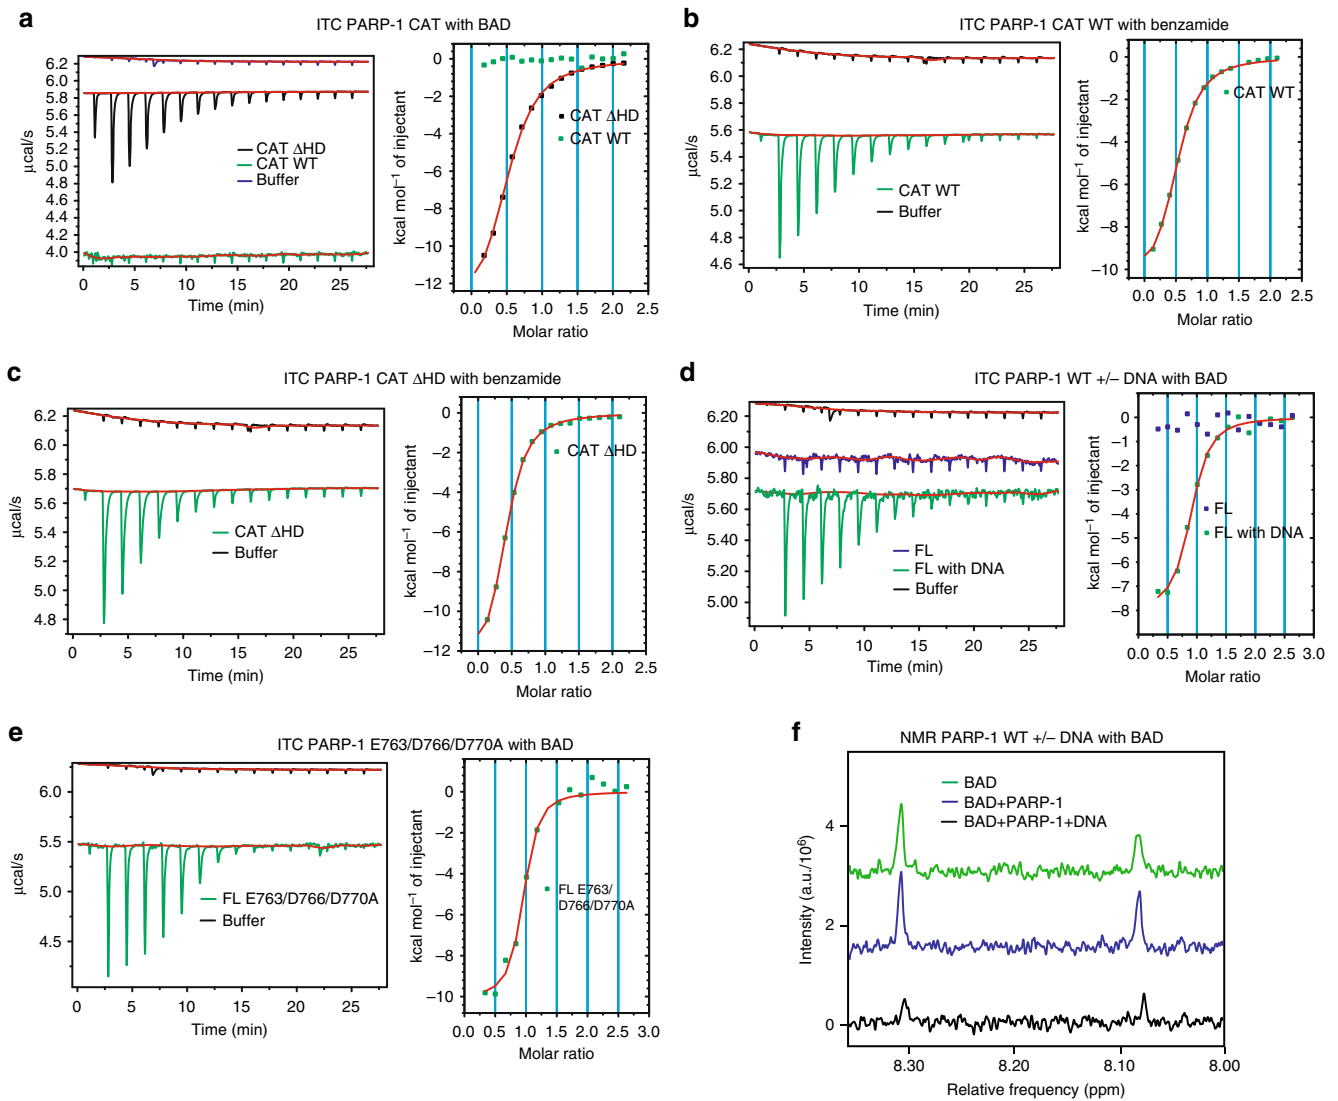 a
ITC PARP-1 CAT with BAD
μcal/s
6.2
6.0
5.8
5.6
5.4
5.2
5.0
4.8
4.6
4.4
4.2
4.0
CAT ΔHD
CAT WT
Buffer
0
5
10
15
20
25
Time (min)
kcal mol⁻¹ of injectant
0
−2
−4
−6
−8
−10
−12
CAT ΔHD
CAT WT
0.0
0.5
1.0
1.5
2.0
2.5
Molar ratio
b
ITC PARP-1 CAT WT with benzamide
μcal/s
6.2
6.0
5.8
5.6
5.4
5.2
5.0
4.8
4.6
CAT WT
Buffer
0
5
10
15
20
25
Time (min)
kcal mol⁻¹ of injectant
0
−2
−4
−6
−8
−10
CAT WT
0.0
0.5
1.0
1.5
2.0
2.5
Molar ratio
c
ITC PARP-1 CAT ΔHD with benzamide
μcal/s
6.2
6.0
5.8
5.6
5.4
5.2
5.0
4.8
CAT ΔHD
Buffer
0
5
10
15
20
25
Time (min)
kcal mol⁻¹ of injectant
0
−2
−4
−6
−8
−10
−12
CAT ΔHD
0.0
0.5
1.0
1.5
2.0
2.5
Molar ratio
d
ITC PARP-1 WT +/− DNA with BAD
μcal/s
6.20
6.00
5.80
5.60
5.40
5.20
5.00
FL
FL with DNA
Buffer
0
5
10
15
20
25
Time (min)
kcal mol⁻¹ of injectant
0
−1
−2
−3
−4
−5
−6
−7
−8
FL
FL with DNA
0.0
0.5
1.0
1.5
2.0
2.5
3.0
Molar ratio
e
ITC PARP-1 E763/D766/D770A with BAD
μcal/s
6.0
5.5
5.0
4.5
FL E763/D766/D770A
Buffer
0
5
10
15
20
25
Time (min)
kcal mol⁻¹ of injectant
0
−2
−4
−6
−8
−10
FL E763/
D766/D770A
0.0
0.5
1.0
1.5
2.0
2.5
3.0
Molar ratio
f
NMR PARP-1 WT +/− DNA with BAD
Intensity (a.u./10⁶)
4
2
0
BAD
BAD+PARP-1
BAD+PARP-1+DNA
8.30
8.20
8.10
8.00
Relative frequency (ppm)